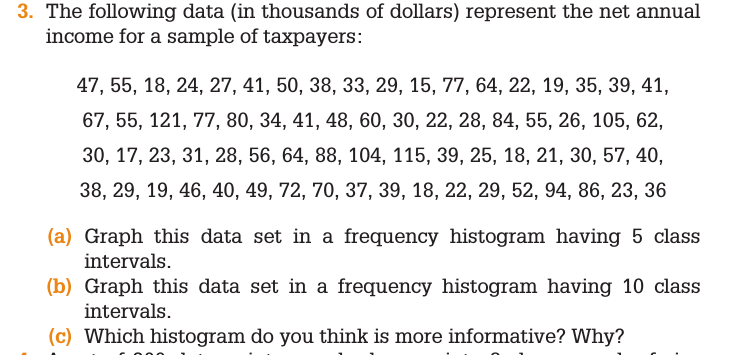 3. The following data (in thousands of dollars) represent the net annual
income for a sample of taxpayers:
47, 55, 18, 24, 27, 41, 50, 38, 33, 29, 15, 77, 64, 22, 19, 35, 39, 41,
67, 55, 121, 77, 80, 34, 41, 48, 60, 30, 22, 28, 84, 55, 26, 105, 62,
30, 17, 23, 31, 28, 56, 64, 88, 104, 115, 39, 25, 18, 21, 30, 57, 40,
38, 29, 19, 46, 40, 49, 72, 70, 37, 39, 18, 22, 29, 52, 94, 86, 23, 36
(a) Graph this data set in a frequency histogram having 5 class
intervals.
(b) Graph this data set in a frequency histogram having 10 class
intervals.
(c) Which histogram do you think is more informative? Why?